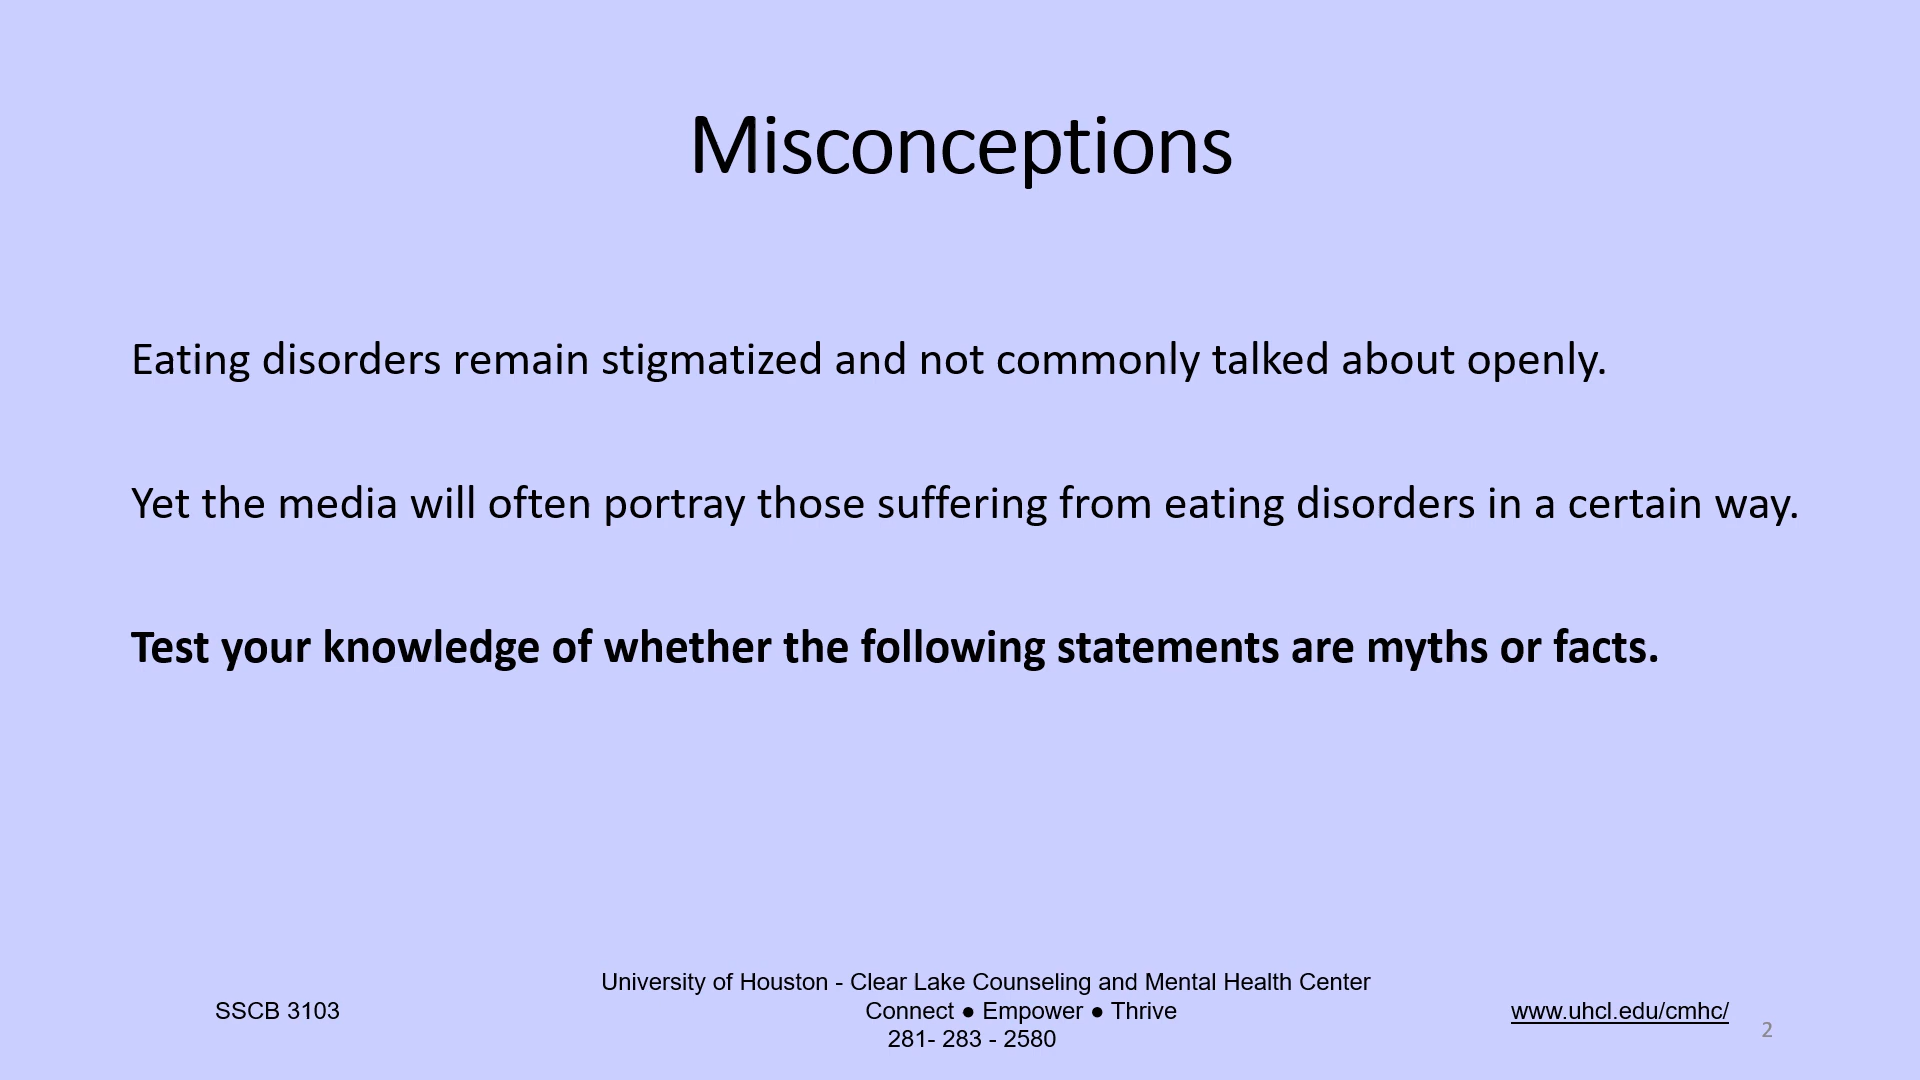 Misconceptions
Eating disorders remain stigmatized and not commonly talked about openly.
Yet the media will often portray those suffering from eating disorders in a certain way.
Test your knowledge of whether the following statements are myths or facts.
University of Houston - Clear Lake Counseling and Mental Health Center
SSCB 3103 Connect ● Empower ● Thrive www.uhcl.edu/cmhc/
281- 283 - 2580
2